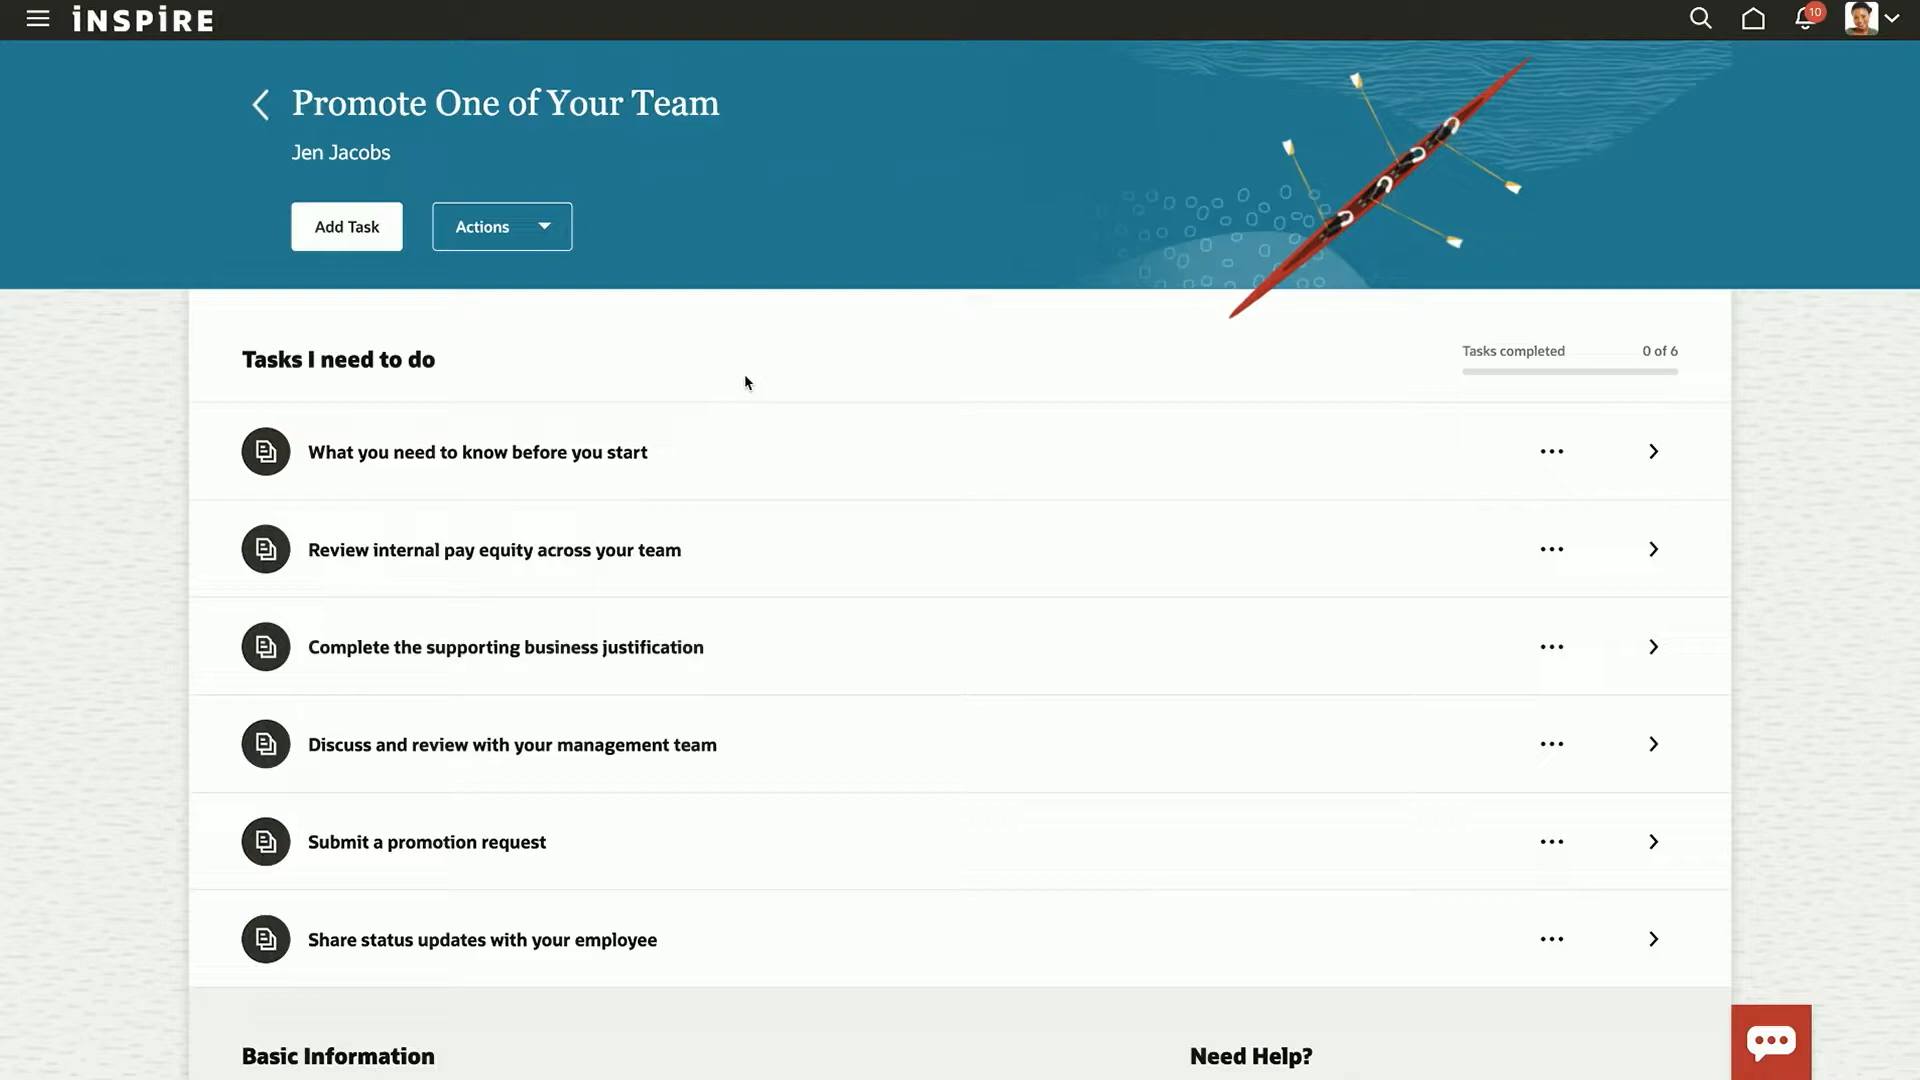 iNSPiRE
10
Promote One of Your Team
Jen Jacobs
Add Task
Actions
Tasks I need to do
Tasks completed 0 of 6
What you need to know before you start
Review internal pay equity across your team
Complete the supporting business justification
Discuss and review with your management team
Submit a promotion request
Share status updates with your employee
Basic Information
Need Help?